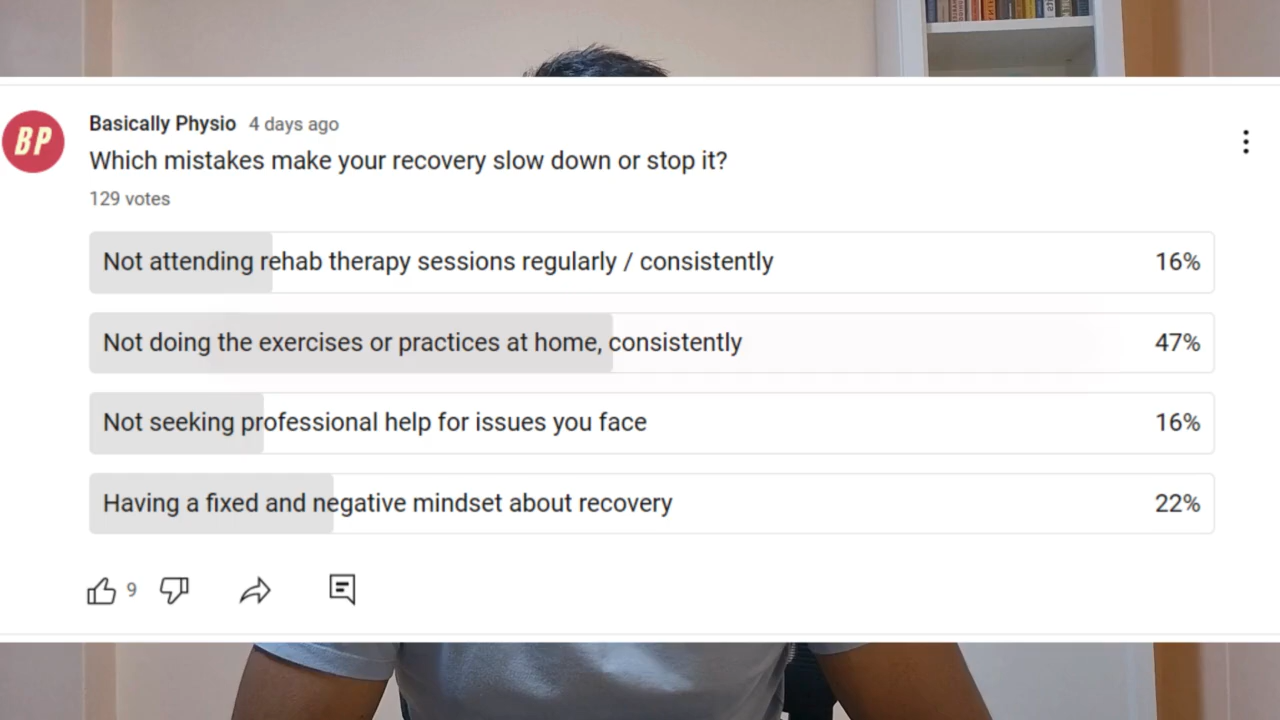 BP
Basically Physio 4 days ago
Which mistakes make your recovery slow down or stop it?
129 votes
Not attending rehab therapy sessions regularly / consistently 16%
Not doing the exercises or practices at home, consistently 47%
Not seeking professional help for issues you face 16%
Having a fixed and negative mindset about recovery 22%
9